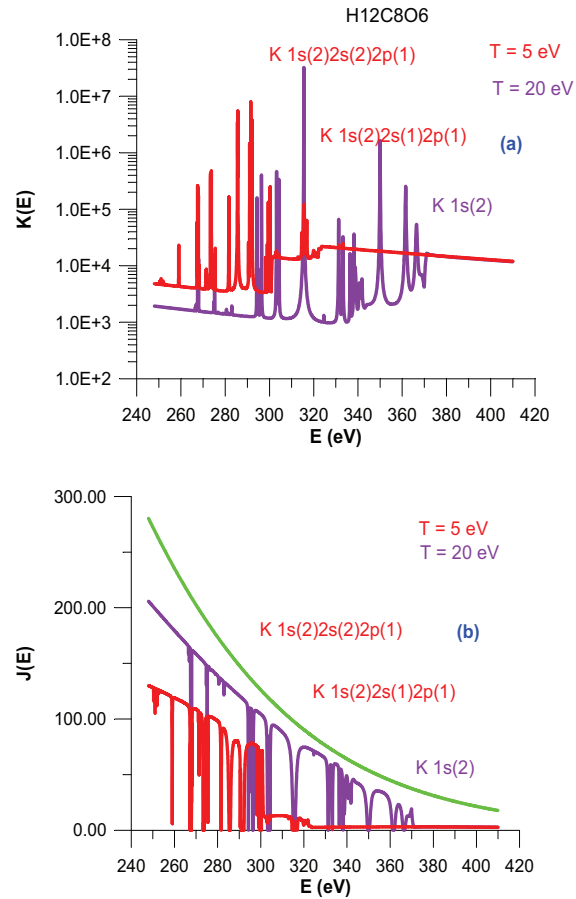 H12C8O6
1.0E+8
K 1s(2)2s(2)2p(1)
T = 5 eV
1.0E+7
T = 20 eV
K 1s(2)2s(1)2p(1)
1.0E+6
(a)
K(E)
1.0E+5
K 1s(2)
1.0E+4
1.0E+3
1.0E+2
240 260 280 300 320 340 360 380 400 420
E (eV)
300.00
T = 5 eV
T = 20 eV
200.00
K 1s(2)2s(2)2p(1)
(b)
J(E)
K 1s(2)2s(1)2p(1)
100.00
K 1s(2)
0.00
240 260 280 300 320 340 360 380 400 420
E (eV)